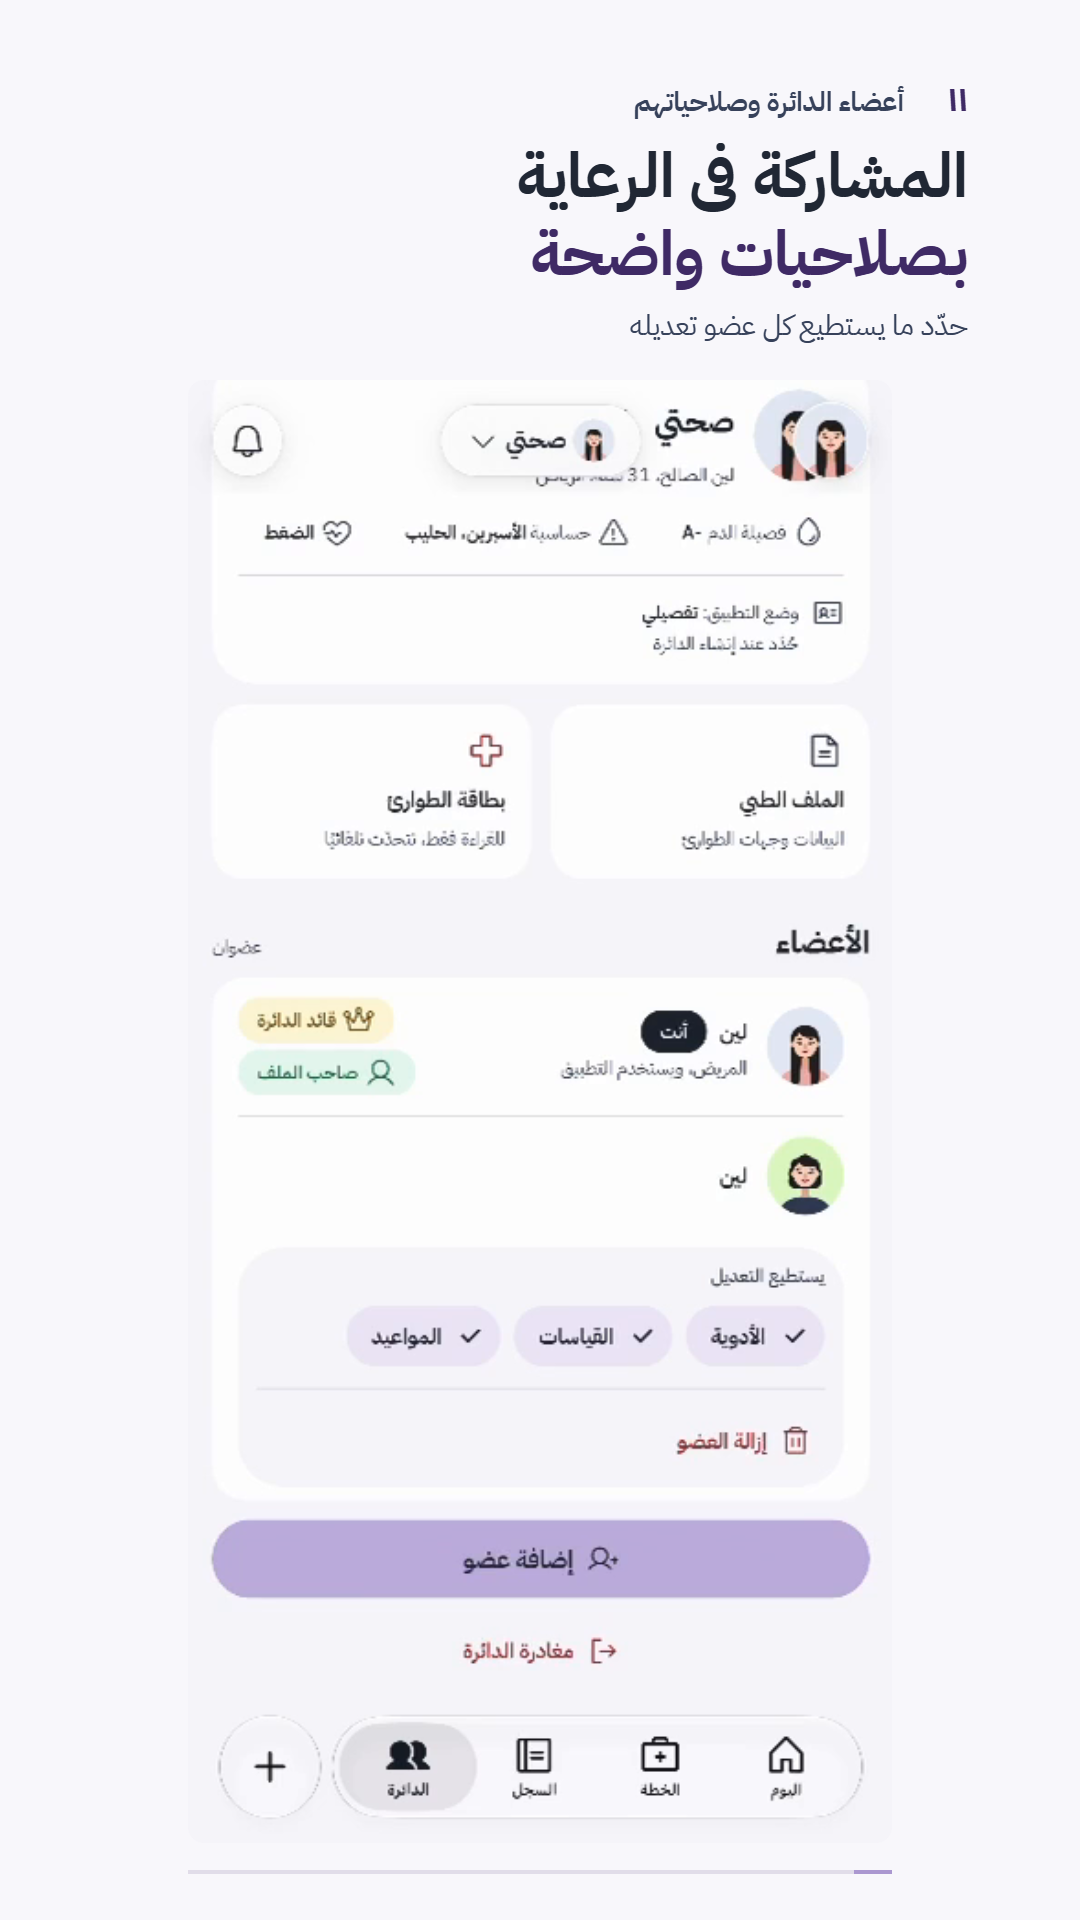 ١١ أعضاء الدائرة وصلاحياتهم
المشاركة في الرعاية
بصلاحيات واضحة
حدّد ما يستطيع كل عضو تعديله
صحتي
صحتي
لين الصالح، 31
فصيلة الدم A-
حساسية الأسبرين، الحليب
الضغط
وضع التطبيق: تفصيلي
حُدّد عند إنشاء الدائرة
الملف الطبي
البيانات وجهات الطوارئ
بطاقة الطوارئ
للقراءة فقط، تتحدّث تلقائيًا
الأعضاء
عضوان
لين
أنت
قائد الدائرة
المريض، ويستخدم التطبيق
صاحب الملف
لين
يستطيع التعديل
الأدوية
القياسات
المواعيد
إزالة العضو
إضافة عضو
مغادرة الدائرة
اليوم
الخطة
السجل
الدائرة